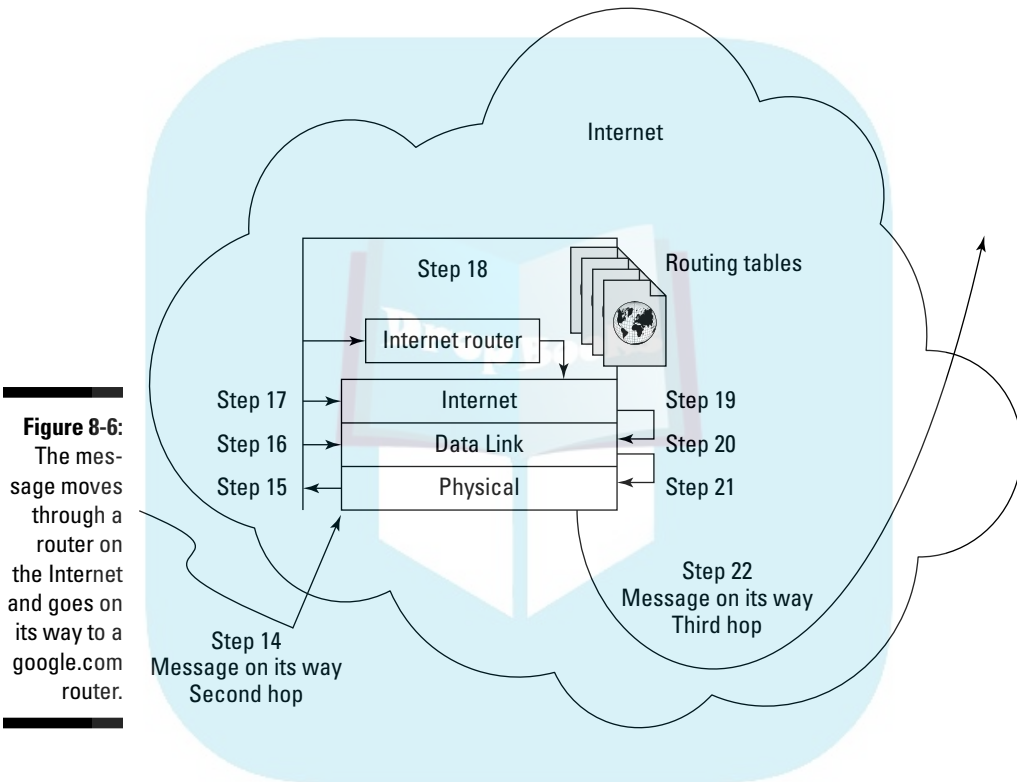 Internet
Step 18
Routing tables
Internet router
Step 17
Internet
Step 19
Step 16
Data Link
Step 20
Step 15
Physical
Step 21
Figure 8-6:
The mes-
sage moves
through a
router on
the Internet
and goes on
its way to a
google.com
router.
Step 14
Message on its way
Second hop
Step 22
Message on its way
Third hop